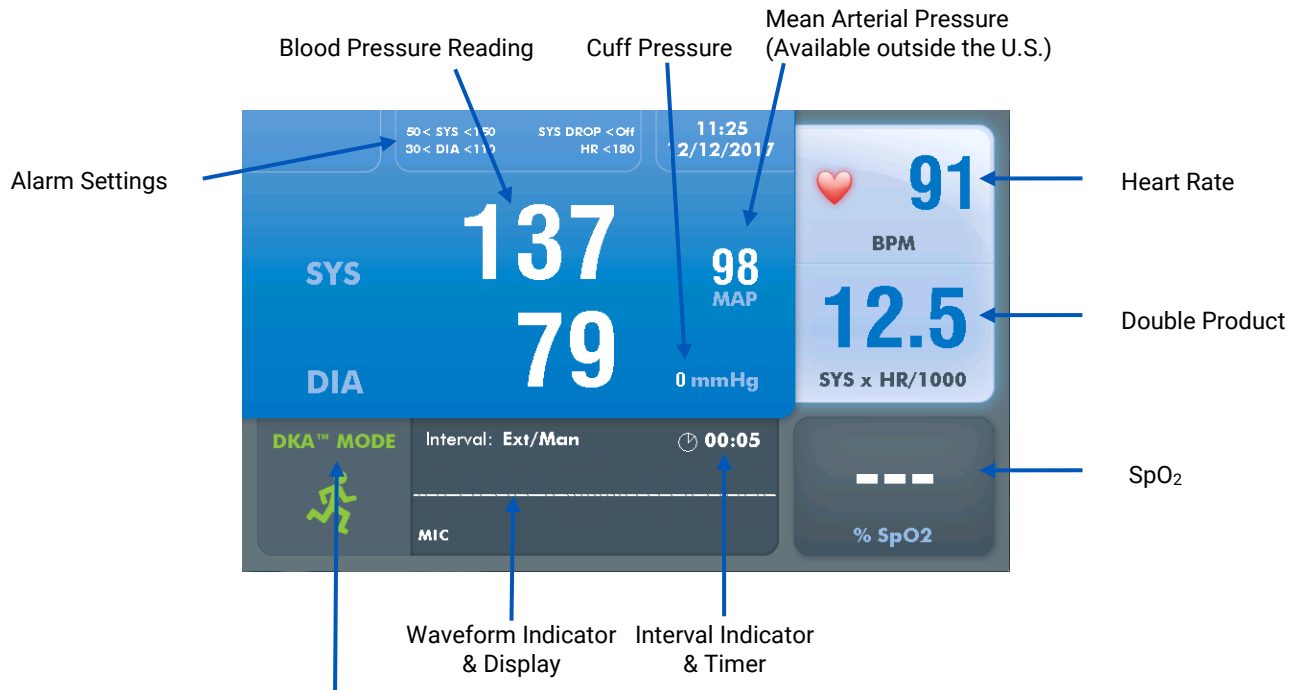 Mean Arterial Pressure
Blood Pressure Reading Cuff Pressure (Available outside the U.S.)
50< SYS <150 SYS DROP <Off 11:25
30< DIA <110 HR <180 12/12/2017
Alarm Settings
91 Heart Rate
BPM
137
SYS
98
MAP
12.5 Double Product
SYS x HR/1000
79
DIA
0 mmHg
DKA™ MODE Interval: Ext/Man 00:05
--- SpO₂
MIC
% SpO2
Waveform Indicator
& Display
Interval Indicator
& Timer